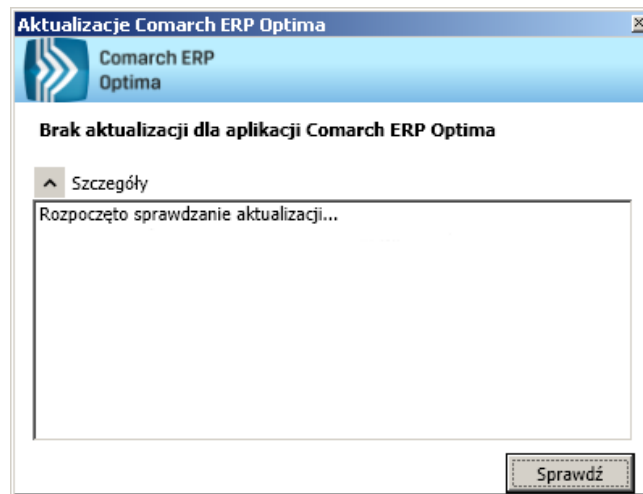 Aktualizacje Comarch ERP Optima
Comarch ERP
Optima
Brak aktualizacji dla aplikacji Comarch ERP Optima
Szczegóły
Rozpoczęto sprawdzanie aktualizacji...
Sprawdź